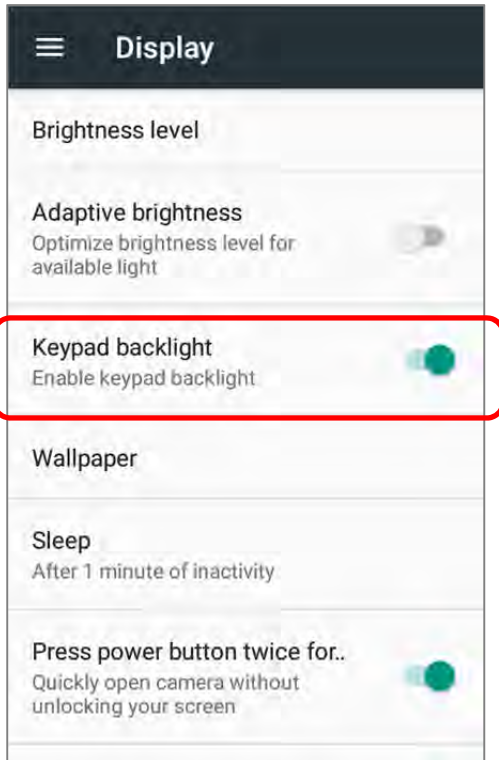 Display
Brightness level
Adaptive brightness
Optimize brightness level for
available light
Keypad backlight
Enable keypad backlight
Wallpaper
Sleep
After 1 minute of inactivity
Press power button twice for..
Quickly open camera without
unlocking your screen